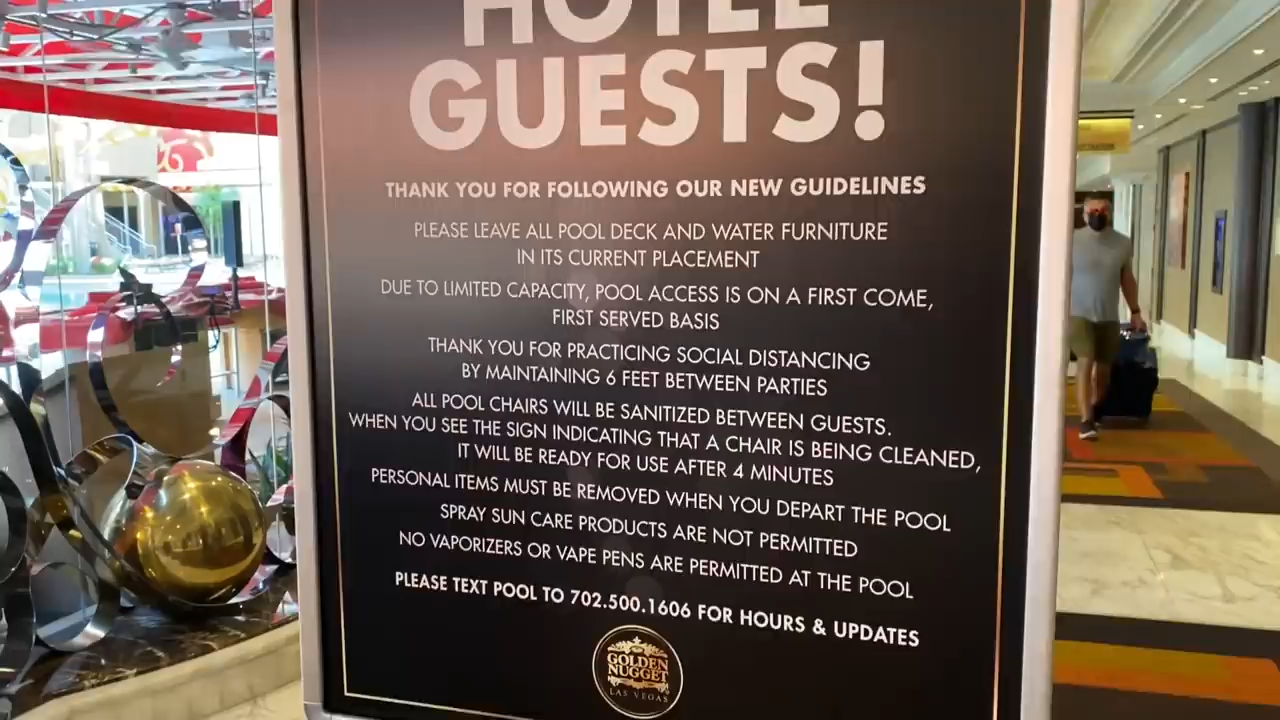 HOTEL
GUESTS!
THANK YOU FOR FOLLOWING OUR NEW GUIDELINES
PLEASE LEAVE ALL POOL DECK AND WATER FURNITURE
IN ITS CURRENT PLACEMENT
DUE TO LIMITED CAPACITY, POOL ACCESS IS ON A FIRST COME,
FIRST SERVED BASIS
THANK YOU FOR PRACTICING SOCIAL DISTANCING
BY MAINTAINING 6 FEET BETWEEN PARTIES
ALL POOL CHAIRS WILL BE SANITIZED BETWEEN GUESTS.
WHEN YOU SEE THE SIGN INDICATING THAT A CHAIR IS BEING CLEANED,
IT WILL BE READY FOR USE AFTER 4 MINUTES
PERSONAL ITEMS MUST BE REMOVED WHEN YOU DEPART THE POOL
SPRAY SUN CARE PRODUCTS ARE NOT PERMITTED
NO VAPORIZERS OR VAPE PENS ARE PERMITTED AT THE POOL
PLEASE TEXT POOL TO 702.500.1606 FOR HOURS & UPDATES
GOLDEN
NUGGET
LAS VEGAS